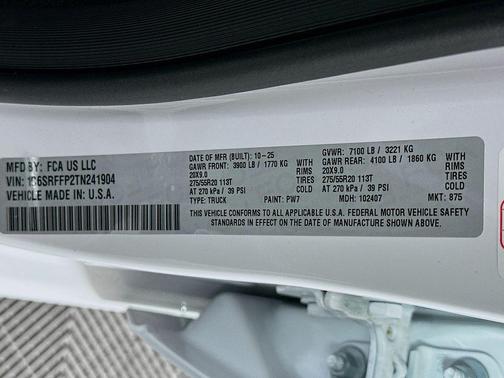 MFD BY: FCA US LLC
VIN: 1C6SRFFP2TN241904
VEHICLE MADE IN: U.S.A.
DATE OF MFR (BUILT): 10-25
GAWR FRONT: 3900 LB / 1770 KG WITH
20X9.0 RIMS
275/55R20 113T TIRES
AT 270 kPa / 39 PSI COLD
TYPE: TRUCK PAINT: PW7
GVWR: 7100 LB / 3221 KG
GAWR REAR: 4100 LB / 1860 KG WITH
20X9.0 RIMS
275/55R20 113T TIRES
AT 270 kPa / 39 PSI COLD
MDH: 102407 MKT: 875
THIS VEHICLE CONFORMS TO ALL APPLICABLE U.S.A. FEDERAL MOTOR VEHICLE SAFETY
STANDARDS IN EFFECT ON THE DATE OF MANUFACTURE SHOWN ABOVE.